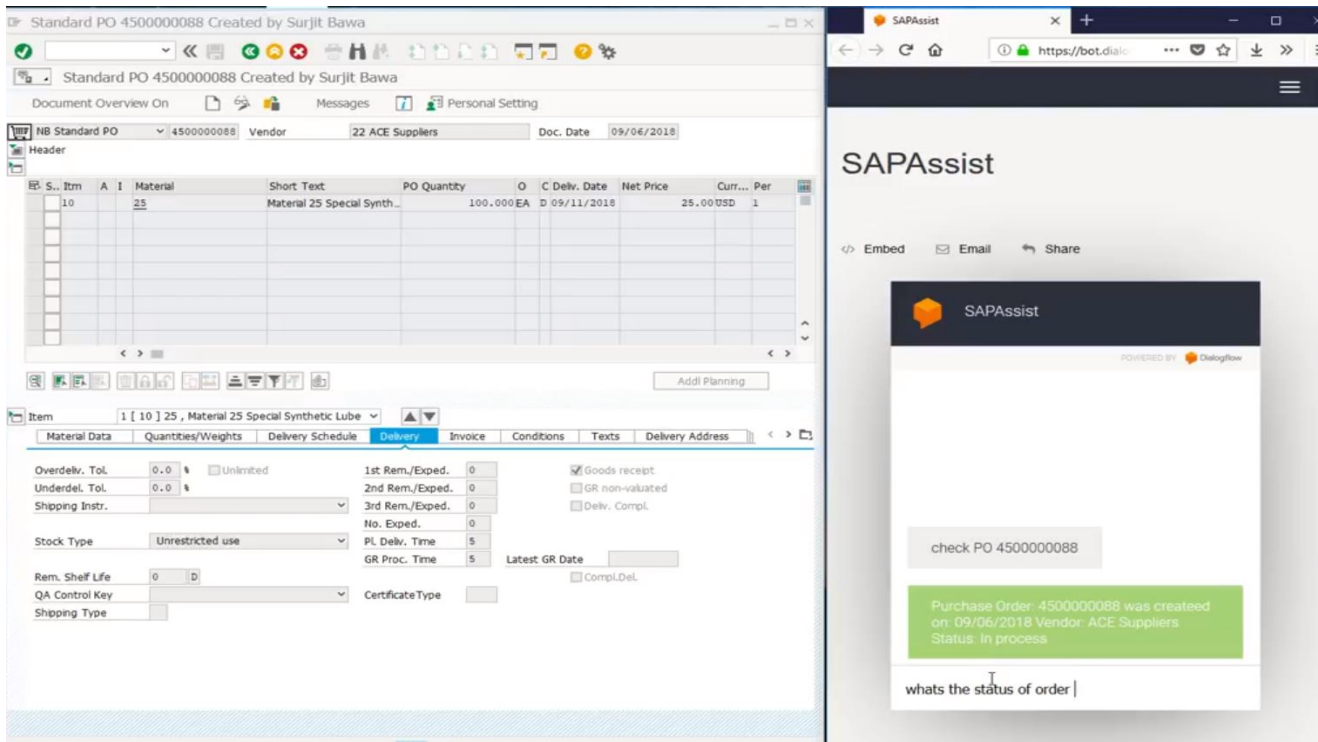 Standard PO 4500000088 Created by Surjit Bawa
Standard PO 4500000088 Created by Surjit Bawa
Document Overview On Messages Personal Setting
NB Standard PO 4500000088 Vendor 22 ACE Suppliers Doc. Date 09/06/2018
Header
S.. Itm A I Material Short Text PO Quantity O C Deliv. Date Net Price Curr... Per
10 25 Material 25 Special Synth.. 100.000 EA D 09/11/2018 25.00 USD 1
Addl Planning
Item 1 [ 10 ] 25 , Material 25 Special Synthetic Lube
Material Data Quantities/Weights Delivery Schedule Delivery Invoice Conditions Texts Delivery Address
Overdeliv. Tol. 0.0 % Unlimited 1st Rem./Exped. 0 Goods receipt
Underdel. Tol. 0.0 % 2nd Rem./Exped. 0 GR non-valuated
Shipping Instr. 3rd Rem./Exped. 0 Deliv. Compl.
No. Exped. 0
Stock Type Unrestricted use Pl. Deliv. Time 5
GR Proc. Time 5 Latest GR Date
Rem. Shelf Life 0 D Compl.Del.
QA Control Key Certificate Type
Shipping Type
SAPAssist
https://bot.dialo
SAPAssist
Embed Email Share
SAPAssist
POWERED BY Dialogflow
check PO 4500000088
Purchase Order: 4500000088 was createed
on: 09/06/2018 Vendor: ACE Suppliers
Status: In process
whats the status of order